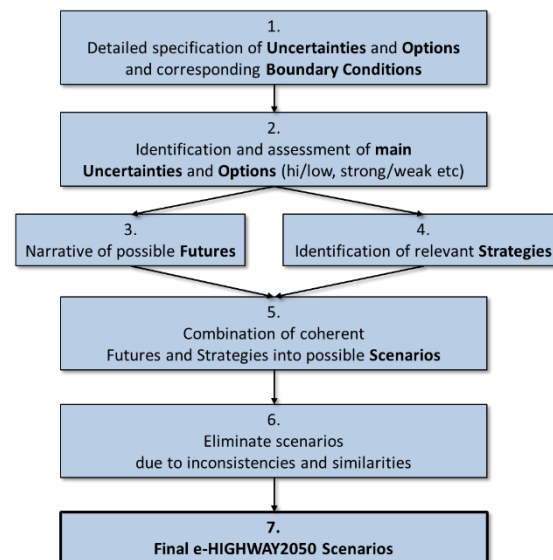 1.
Detailed specification of Uncertainties and Options
and corresponding Boundary Conditions
2.
Identification and assessment of main
Uncertainties and Options (hi/low, strong/weak etc)
3.
Narrative of possible Futures
4.
Identification of relevant Strategies
5.
Combination of coherent
Futures and Strategies into possible Scenarios
6.
Eliminate scenarios
due to inconsistencies and similarities
7.
Final e-HIGHWAY2050 Scenarios